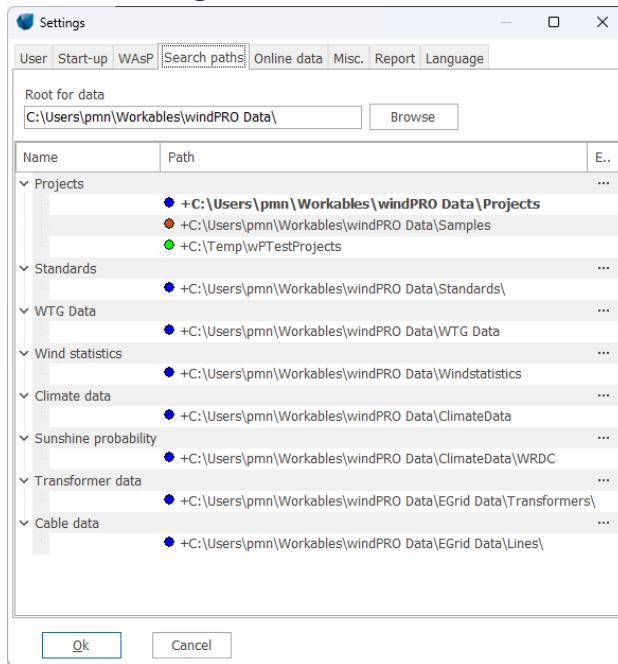 Settings
User Start-up WAsP Search paths Online data Misc. Report Language
Root for data
C:\Users\pmn\Workables\windPRO Data\ Browse
Name Path E..
Projects ...
+C:\Users\pmn\Workables\windPRO Data\Projects
+C:\Users\pmn\Workables\windPRO Data\Samples
+C:\Temp\wPTestProjects
Standards ...
+C:\Users\pmn\Workables\windPRO Data\Standards\
WTG Data ...
+C:\Users\pmn\Workables\windPRO Data\WTG Data
Wind statistics ...
+C:\Users\pmn\Workables\windPRO Data\Windstatistics
Climate data ...
+C:\Users\pmn\Workables\windPRO Data\ClimateData
Sunshine probability ...
+C:\Users\pmn\Workables\windPRO Data\ClimateData\WRDC
Transformer data ...
+C:\Users\pmn\Workables\windPRO Data\EGrid Data\Transformers\
Cable data ...
+C:\Users\pmn\Workables\windPRO Data\EGrid Data\Lines\
Ok Cancel